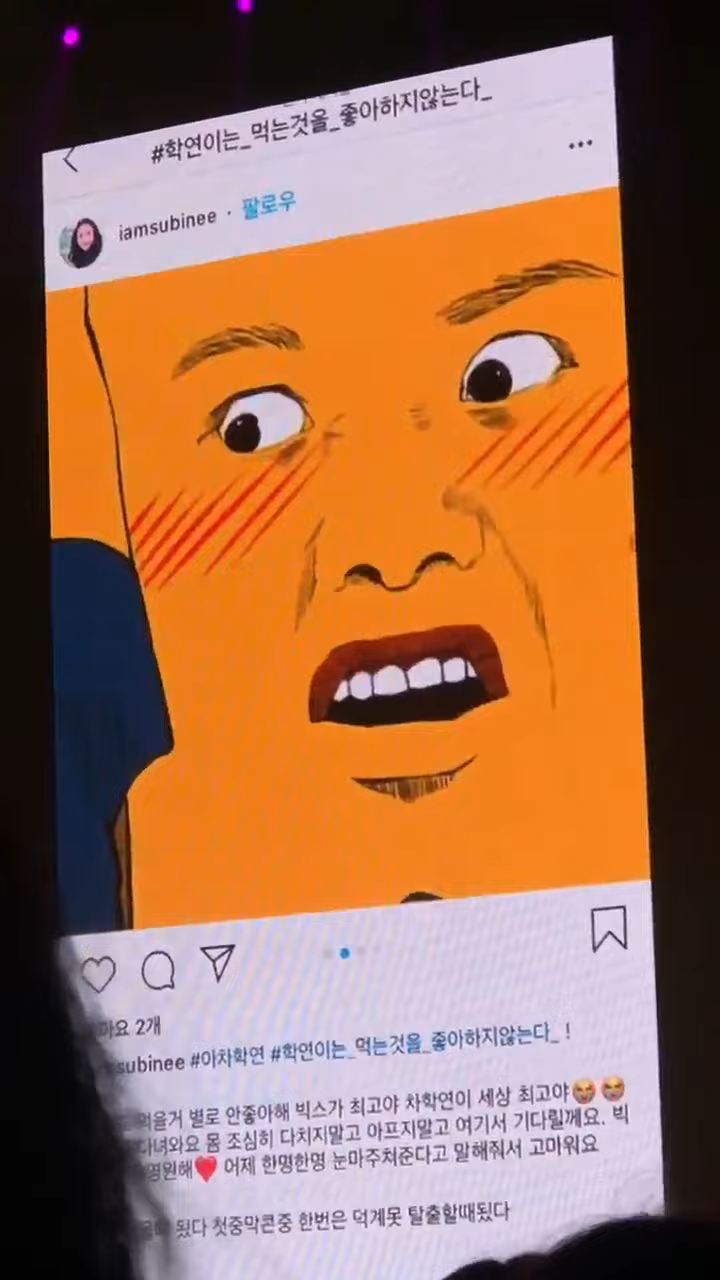 #학연이는_먹는것을_좋아하지않는다_
iamsubinee · 팔로우
2개
subinee #아차학연 #학연이는_먹는것을_좋아하지않는다_ !
먹을거 별로 안좋아해 빅스가 최고야 차학연이 세상 최고야😭😭
다녀와요 몸 조심히 다치지말고 아프지말고 여기서 기다릴께요. 빅
영원해❤️ 어제 한명한명 눈마주쳐준다고 말해줘서 고마워요
됬다 첫중막콘중 한번은 덕계못 탈출할때됬다